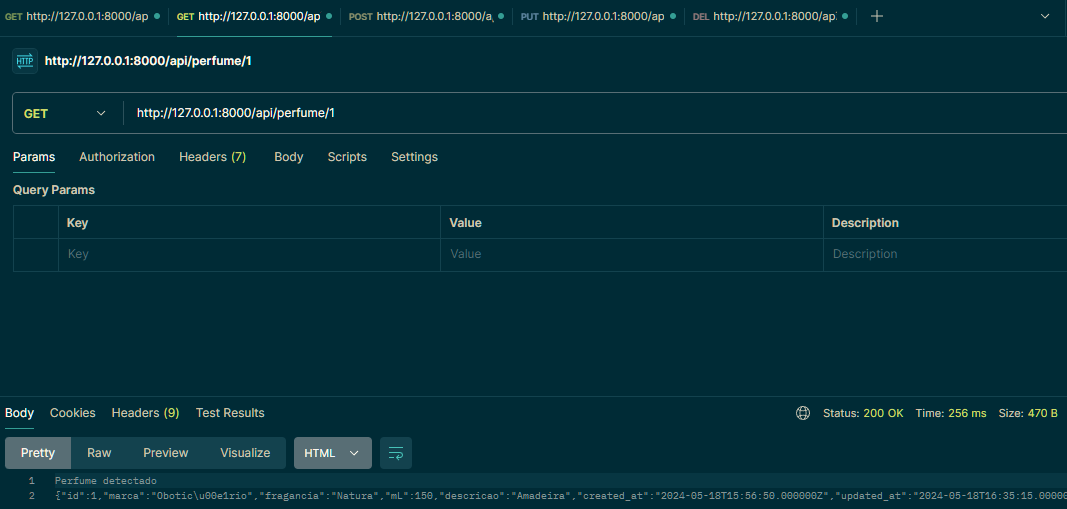 GET http://127.0.0.1:8000/ap GET http://127.0.0.1:8000/ap POST http://127.0.0.1:8000/a PUT http://127.0.0.1:8000/ap DEL http://127.0.0.1:8000/ap
HTTP http://127.0.0.1:8000/api/perfume/1
GET http://127.0.0.1:8000/api/perfume/1
Params Authorization Headers (7) Body Scripts Settings
Query Params
Key Value Description
Key Value Description
Body Cookies Headers (9) Test Results Status: 200 OK Time: 256 ms Size: 470 B
Pretty Raw Preview Visualize HTML
1 Perfume detectado
2 {"id":1,"marca":"Obotic\u00e1rio","fragancia":"Natura","mL":150,"descricao":"Amadeira","created_at":"2024-05-18T15:56:50.000000Z","updated_at":"2024-05-18T16:35:15.00000